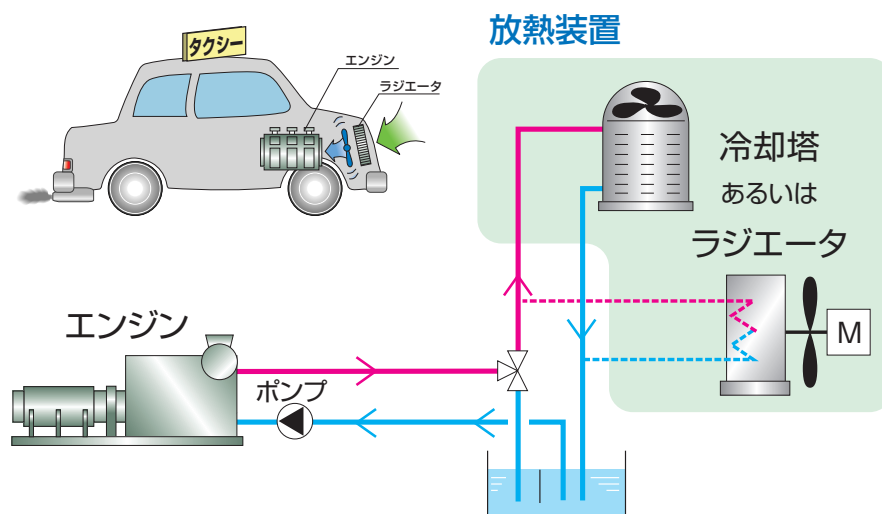 放熱装置
タクシー
エンジン
ラジエータ
冷却塔
あるいは
ラジエータ
M
エンジン
ポンプ